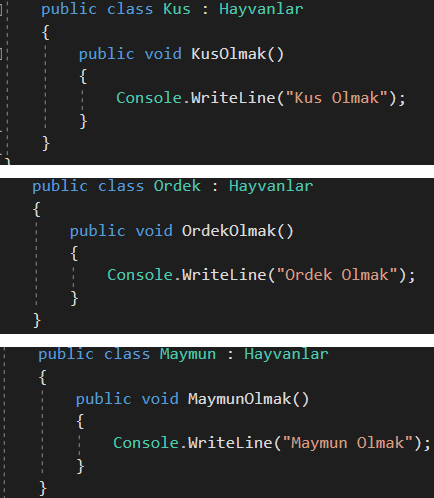 public class Kus : Hayvanlar
{
public void KusOlmak()
{
Console.WriteLine("Kus Olmak");
}
}
}
public class Ordek : Hayvanlar
{
public void OrdekOlmak()
{
Console.WriteLine("Ordek Olmak");
}
}
public class Maymun : Hayvanlar
{
public void MaymunOlmak()
{
Console.WriteLine("Maymun Olmak");
}
}